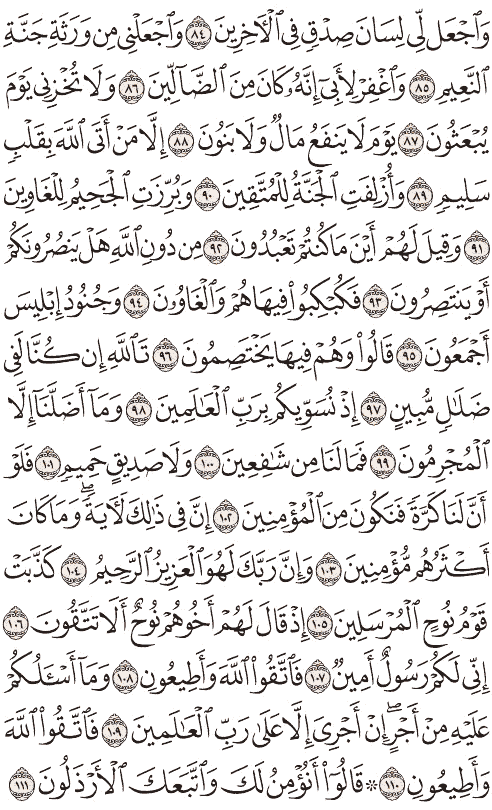 وَٱجْعَل لِّى لِسَانَ صِدْقٍ فِى ٱلْـَٔاخِرِينَ ٨٤ وَٱجْعَلْنِى مِن وَرَثَةِ جَنَّةِ
ٱلنَّعِيمِ ٨٥ وَٱغْفِرْ لِأَبِىٓ إِنَّهُۥ كَانَ مِنَ ٱلضَّآلِّينَ ٨٦ وَلَا تُخْزِنِى يَوْمَ
يُبْعَثُونَ ٨٧ يَوْمَ لَا يَنفَعُ مَالٌ وَلَا بَنُونَ ٨٨ إِلَّا مَنْ أَتَى ٱللَّهَ بِقَلْبٍ
سَلِيمٍ ٨٩ وَأُزْلِفَتِ ٱلْجَنَّةُ لِلْمُتَّقِينَ ٩٠ وَبُرِّزَتِ ٱلْجَحِيمُ لِلْغَاوِينَ
٩١ وَقِيلَ لَهُمْ أَيْنَ مَا كُنتُمْ تَعْبُدُونَ ٩٢ مِن دُونِ ٱللَّهِ هَلْ يَنصُرُونَكُمْ
أَوْ يَنتَصِرُونَ ٩٣ فَكُبْكِبُوا۟ فِيهَا هُمْ وَٱلْغَاوُۥنَ ٩٤ وَجُنُودُ إِبْلِيسَ
أَجْمَعُونَ ٩٥ قَالُوا۟ وَهُمْ فِيهَا يَخْتَصِمُونَ ٩٦ تَٱللَّهِ إِن كُنَّا لَفِى
ضَلَـٰلٍ مُّبِينٍ ٩٧ إِذْ نُسَوِّيكُم بِرَبِّ ٱلْعَـٰلَمِينَ ٩٨ وَمَآ أَضَلَّنَآ إِلَّا
ٱلْمُجْرِمُونَ ٩٩ فَمَا لَنَا مِن شَـٰفِعِينَ ١٠٠ وَلَا صَدِيقٍ حَمِيمٍ ١٠١ فَلَوْ
أَنَّ لَنَا كَرَّةً فَنَكُونَ مِنَ ٱلْمُؤْمِنِينَ ١٠٢ إِنَّ فِى ذَٰلِكَ لَـَٔايَةً ۖ وَمَا كَانَ
أَكْثَرُهُم مُّؤْمِنِينَ ١٠٣ وَإِنَّ رَبَّكَ لَهُوَ ٱلْعَزِيزُ ٱلرَّحِيمُ ١٠٤ كَذَّبَتْ
قَوْمُ نُوحٍ ٱلْمُرْسَلِينَ ١٠٥ إِذْ قَالَ لَهُمْ أَخُوهُمْ نُوحٌ أَلَا تَتَّقُونَ ١٠٦
إِنِّى لَكُمْ رَسُولٌ أَمِينٌ ١٠٧ فَٱتَّقُوا۟ ٱللَّهَ وَأَطِيعُونِ ١٠٨ وَمَآ أَسْـَٔلُكُمْ
عَلَيْهِ مِنْ أَجْرٍ ۖ إِنْ أَجْرِىَ إِلَّا عَلَىٰ رَبِّ ٱلْعَـٰلَمِينَ ١٠٩ فَٱتَّقُوا۟ ٱللَّهَ
وَأَطِيعُونِ ١١٠ ۞ قَالُوٓا۟ أَنُؤْمِنُ لَكَ وَٱتَّبَعَكَ ٱلْأَرْذَلُونَ ١١١